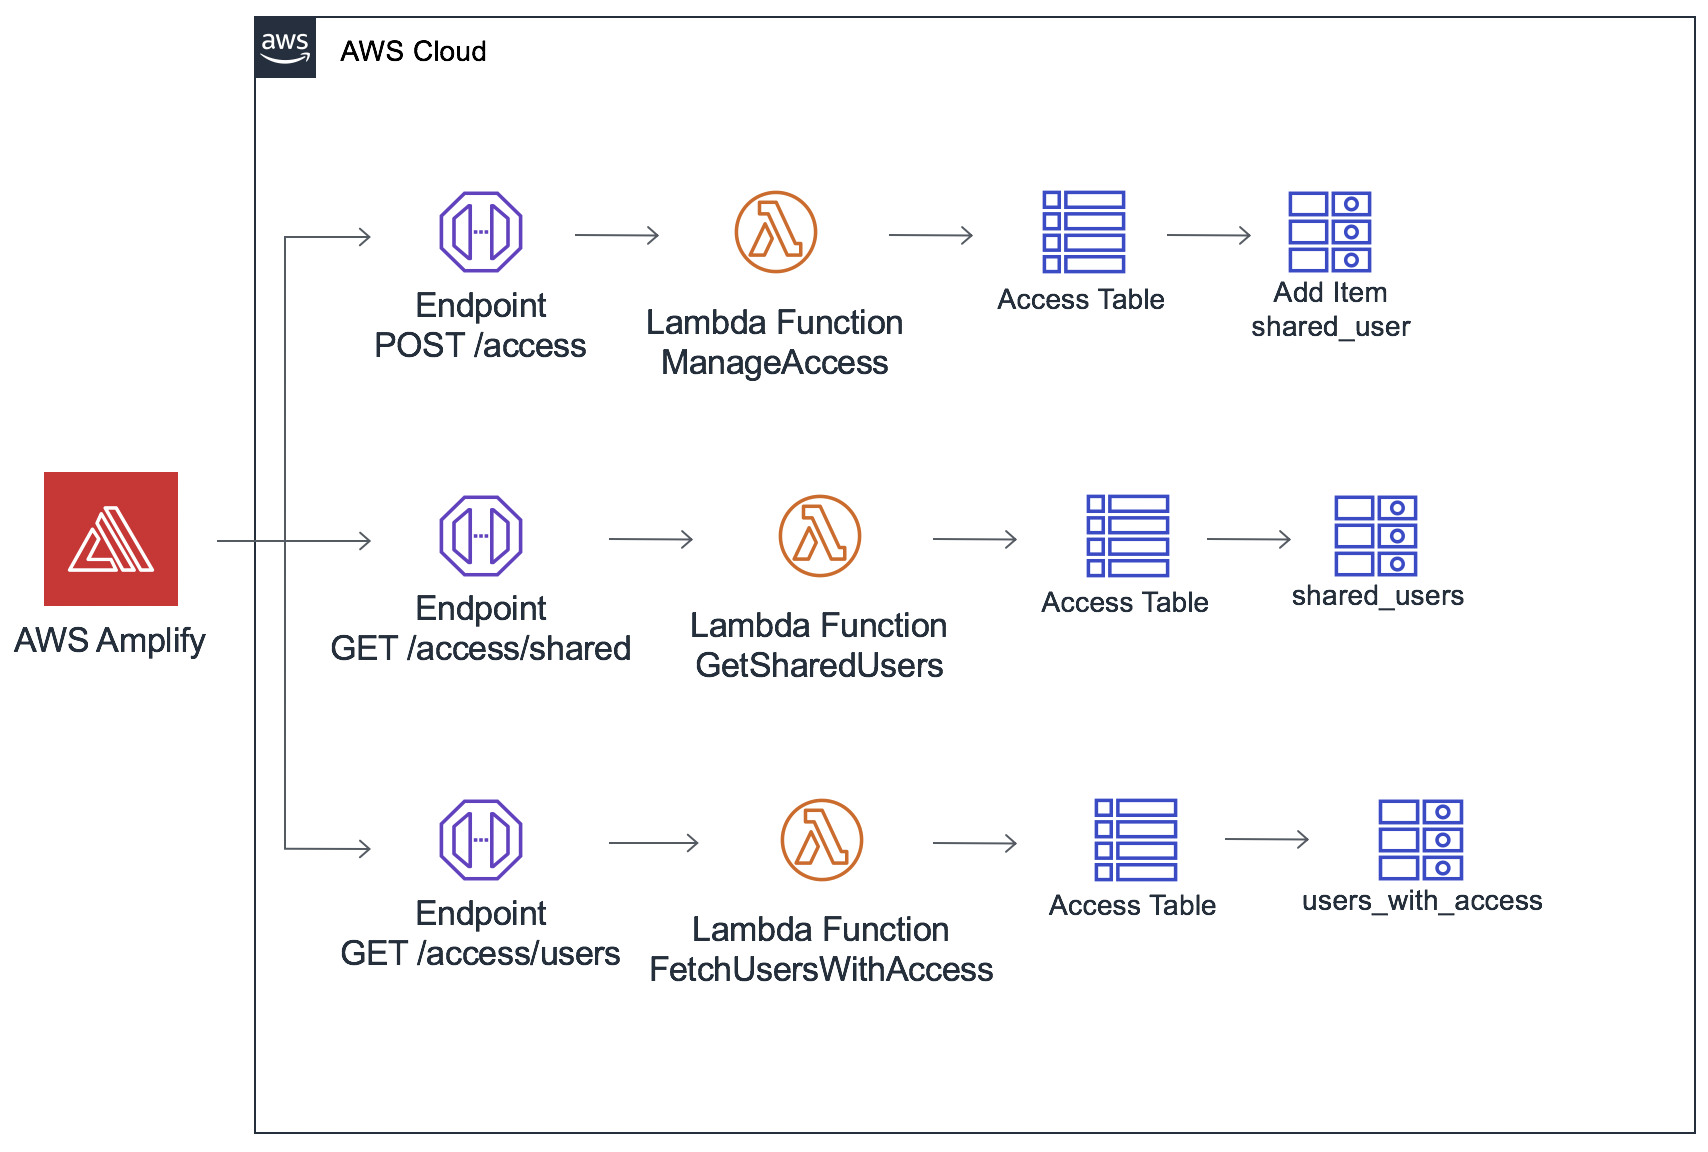 aws
AWS Cloud
Endpoint
POST /access
Lambda Function
ManageAccess
Access Table
Add Item
shared_user
AWS Amplify
Endpoint
GET /access/shared
Lambda Function
GetSharedUsers
Access Table
shared_users
Endpoint
GET /access/users
Lambda Function
FetchUsersWithAccess
Access Table
users_with_access